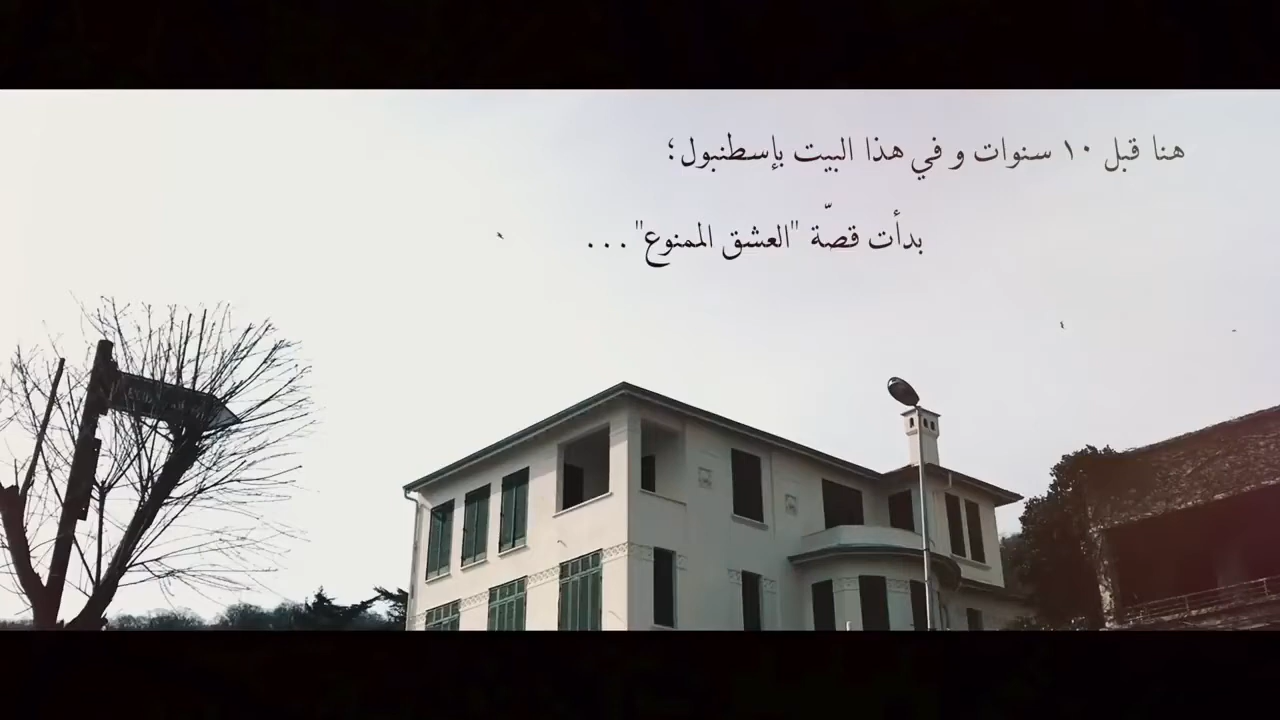 هنا قبل ١٠ سنوات و في هذا البيت بإسطنبول؛
بدأت قصّة "العشق الممنوع"...